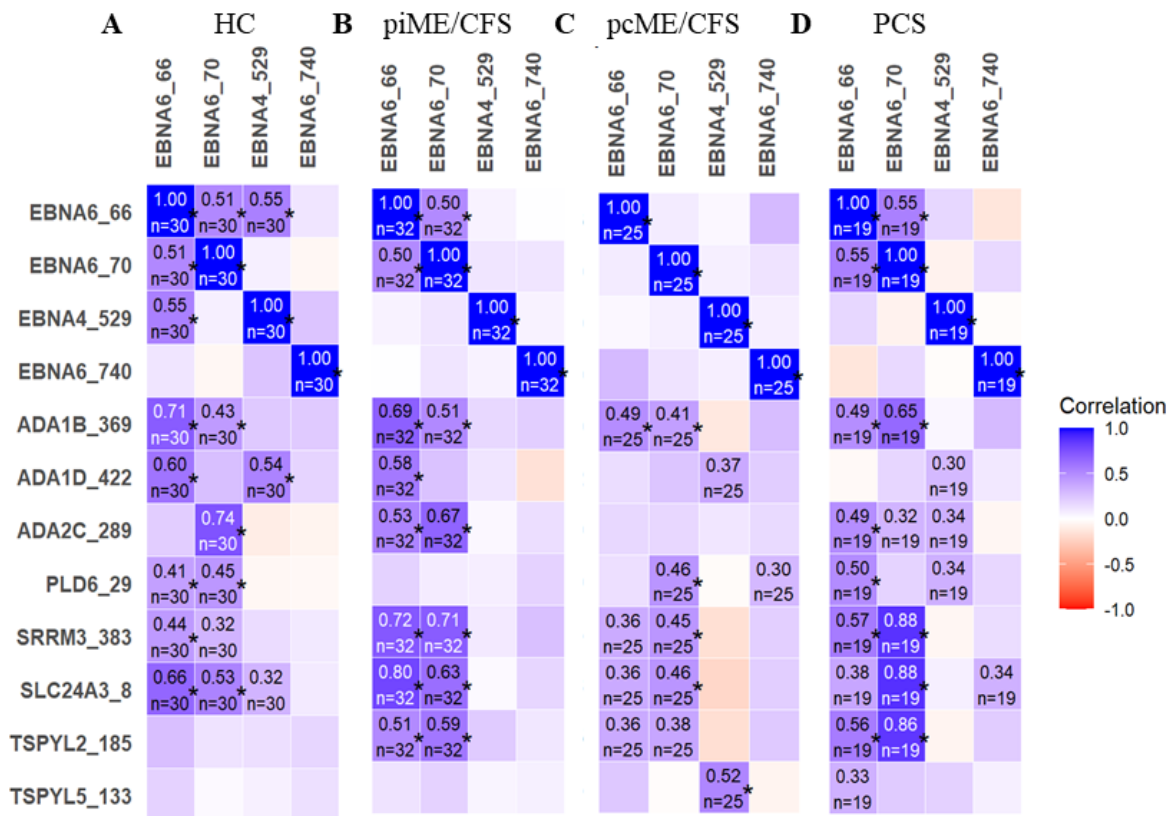 A HC B piME/CFS C pcME/CFS D PCS
EBNA6_66 EBNA6_70 EBNA4_529 EBNA6_740 EBNA6_66 EBNA6_70 EBNA4_529 EBNA6_740 EBNA6_66 EBNA6_70 EBNA4_529 EBNA6_740 EBNA6_66 EBNA6_70 EBNA4_529 EBNA6_740
EBNA6_66 1.00 0.51 0.55 1.00 0.50 1.00 1.00 0.55
n=30* n=30* n=30* n=32* n=32* n=25* n=19* n=19*
EBNA6_70 0.51 1.00 0.50 1.00 1.00 0.55 1.00
n=30* n=30* n=32* n=32* n=25* n=19* n=19*
EBNA4_529 0.55 1.00 1.00 1.00 1.00
n=30* n=30* n=32* n=25* n=19*
EBNA6_740 1.00 1.00 1.00 1.00
n=30* n=32* n=25* n=19*
ADA1B_369 0.71 0.43 0.69 0.51 0.49 0.41 0.49 0.65
n=30* n=30* n=32* n=32* n=25* n=25* n=19* n=19*
ADA1D_422 0.60 0.54 0.58 0.37 0.30
n=30* n=30* n=32* n=25 n=19
ADA2C_289 0.74 0.53 0.67 0.49 0.32 0.34
n=30* n=32* n=32* n=19* n=19 n=19
PLD6_29 0.41 0.45 0.46 0.30 0.50 0.34
n=30* n=30* n=25* n=25 n=19* n=19
SRRM3_383 0.44 0.32 0.72 0.71 0.36 0.45 0.57 0.88
n=30* n=30 n=32* n=32* n=25 n=25* n=19* n=19*
SLC24A3_8 0.66 0.53 0.32 0.80 0.63 0.36 0.46 0.38 0.88 0.34
n=30* n=30* n=30 n=32* n=32* n=25 n=25* n=19 n=19* n=19
TSPYL2_185 0.51 0.59 0.36 0.38 0.56 0.86
n=32* n=32* n=25 n=25 n=19* n=19*
TSPYL5_133 0.52 0.33
n=25* n=19
Correlation
1.0
0.5
0.0
-0.5
-1.0